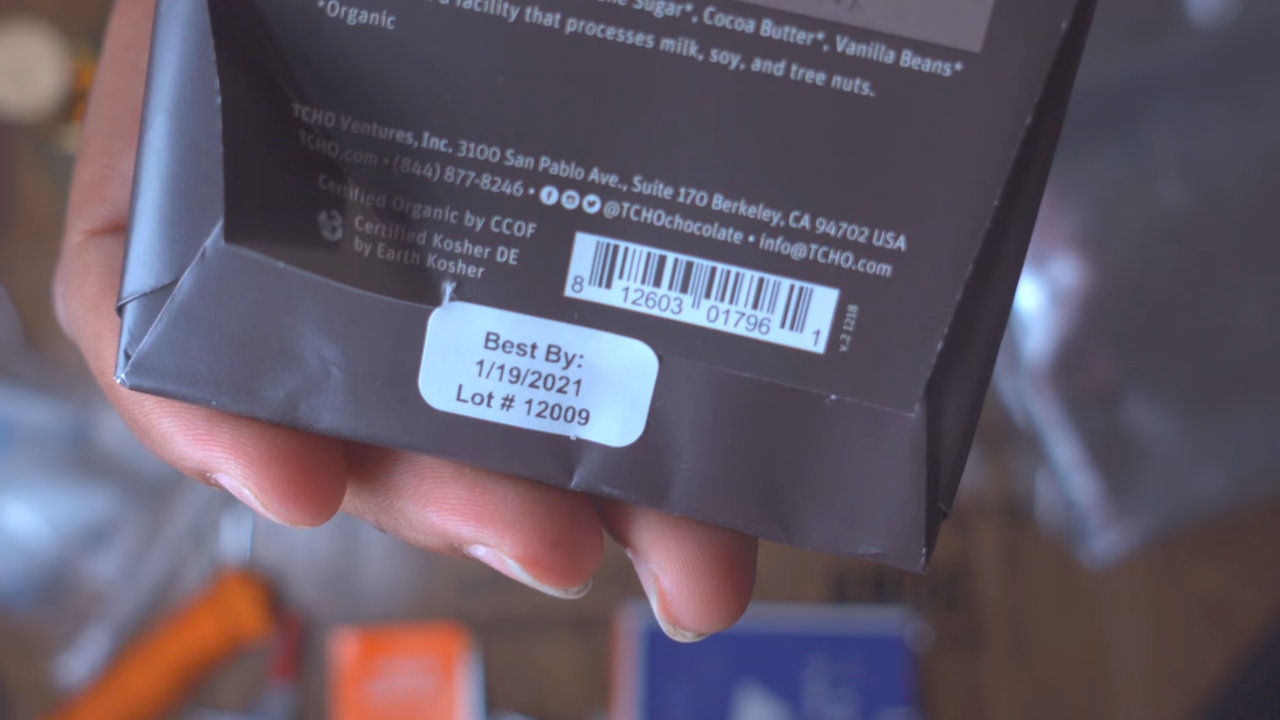 Sugar*, Cocoa Butter*, Vanilla Beans*
facility that processes milk, soy, and tree nuts.
*Organic
TCHO Ventures, Inc. 3100 San Pablo Ave., Suite 170 Berkeley, CA 94702 USA
TCHO.com • (844) 877-8246 • @TCHOchocolate • info@TCHO.com
Certified Organic by CCOF
Certified Kosher DE
by Earth Kosher
8 12603 01796 1
v.2 1218
Best By:
1/19/2021
Lot # 12009